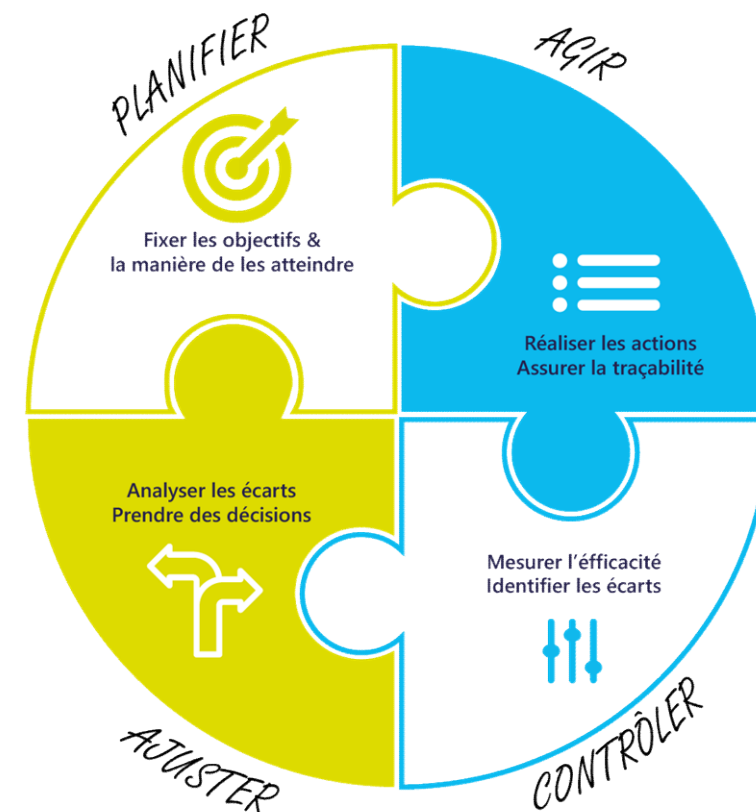 PLANIFIER
AGIR
Fixer les objectifs &
la manière de les atteindre
Réaliser les actions
Assurer la traçabilité
Analyser les écarts
Prendre des décisions
Mesurer l'éfficacité
Identifier les écarts
AJUSTER
CONTRÔLER